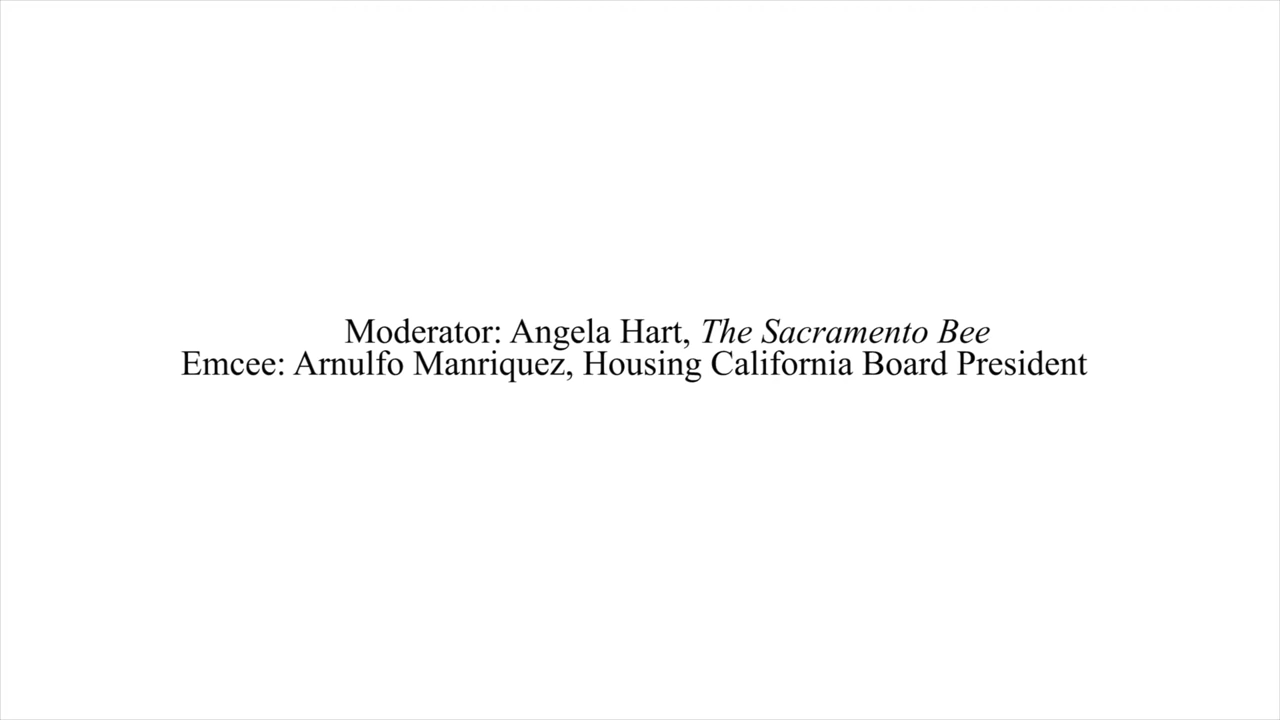 Moderator: Angela Hart, The Sacramento Bee
Emcee: Arnulfo Manriquez, Housing California Board President